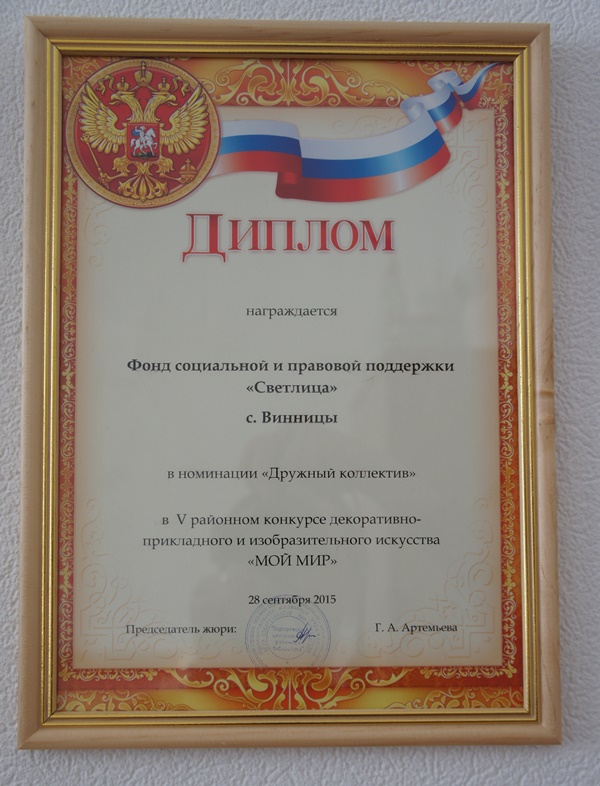 Диплом
награждается
Фонд социальной и правовой поддержки
«Светлица»
с. Винницы
в номинации «Дружный коллектив»
в V районном конкурсе декоративно-
прикладного и изобразительного искусства
«МОЙ МИР»
28 сентября 2015
Председатель жюри: Г. А. Артемьева